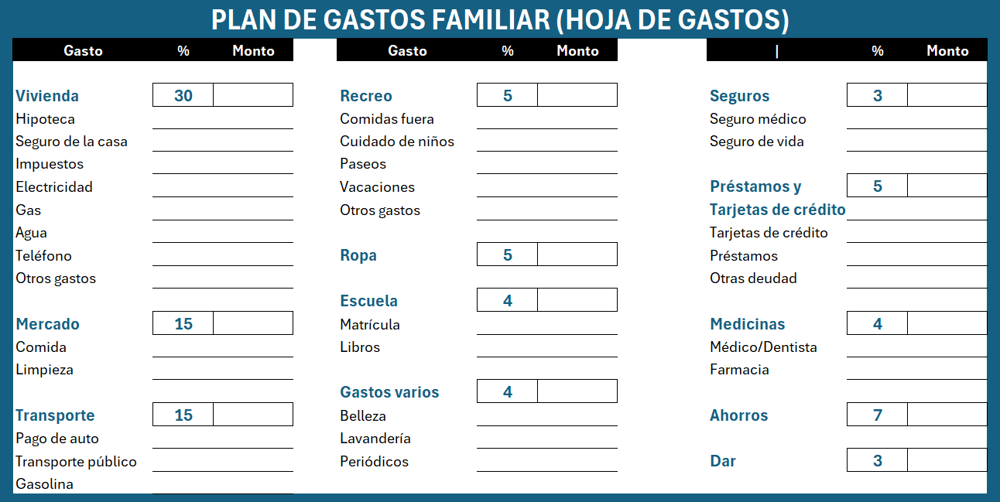 PLAN DE GASTOS FAMILIAR (HOJA DE GASTOS)
Gasto % Monto
Vivienda 30
Hipoteca
Seguro de la casa
Impuestos
Electricidad
Gas
Agua
Teléfono
Otros gastos
Mercado 15
Comida
Limpieza
Transporte 15
Pago de auto
Transporte público
Gasolina
Gasto % Monto
Recreo 5
Comidas fuera
Cuidado de niños
Paseos
Vacaciones
Otros gastos
Ropa 5
Escuela 4
Matrícula
Libros
Gastos varios 4
Belleza
Lavandería
Periódicos
| % Monto
Seguros 3
Seguro médico
Seguro de vida
Préstamos y 5
Tarjetas de crédito
Tarjetas de crédito
Préstamos
Otras deudad
Medicinas 4
Médico/Dentista
Farmacia
Ahorros 7
Dar 3